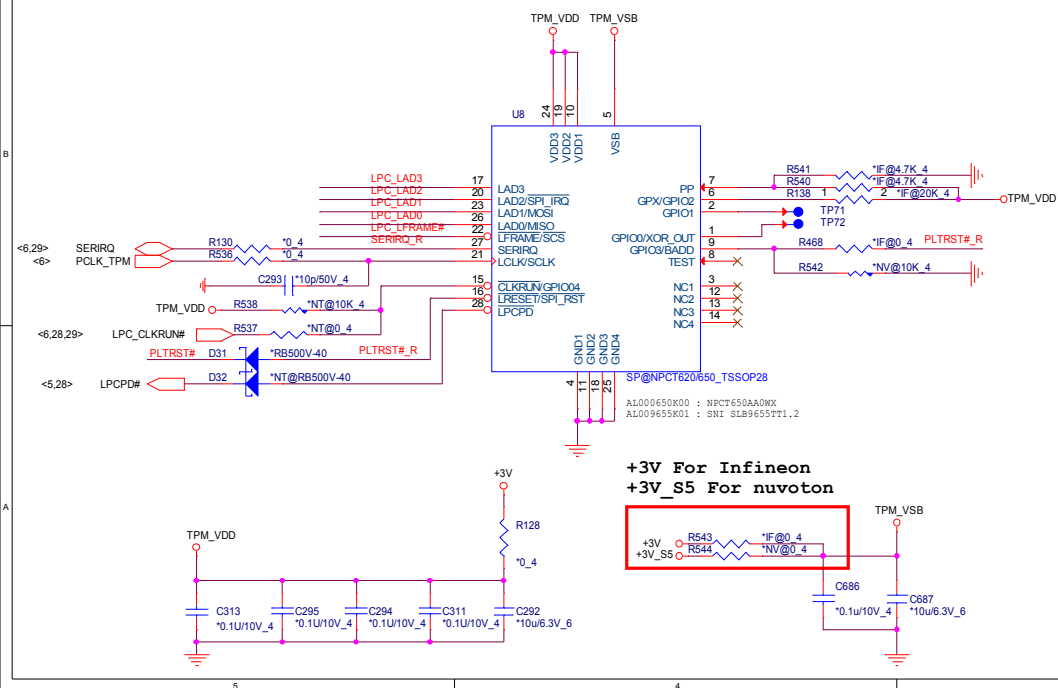 TPM_VDD TPM_VSB
24 19 10 5
U8
VDD3 VDD2 VDD1 VSB
B
LPC_LAD3 17 LAD3
LPC_LAD2 20 LAD2/SPI_IRQ
LPC_LAD1 23 LAD1/MOSI
LPC_LAD0 26 LAD0/MISO
LPC_LFRAME# 22 LFRAME/SCS
SERIRQ_R 27 SERIRQ
21 LCLK/SCLK
<6,29> SERIRQ R130 *0_4
<6> PCLK_TPM R536 *0_4
C293 *10p/50V_4
15 CLKRUN/GPIO04
16 LRESET/SPI_RST
28 LPCPD
TPM_VDD R538 *NT@10K_4
<6,28,29> LPC_CLKRUN# R537 *NT@0_4
PLTRST# D31 *RB500V-40 PLTRST#_R
<5,28> LPCPD# D32 *NT@RB500V-40
PP 7 R541 *IF@4.7K_4
R540 *IF@4.7K_4
GPX/GPIO2 6 R138 1 2 *IF@20K_4 TPM_VDD
GPIO1 2 TP71
TP72
GPIO0/XOR_OUT 1
GPIO3/BADD 9 R468 *IF@0_4 PLTRST#_R
TEST 8
R542 *NV@10K_4
NC1 3
NC2 12
NC3 13
NC4 14
GND1 GND2 GND3 GND4
4 11 18 25
SP@NPCT620/650_TSSOP28
AL000650K00 : NPCT650AA0WX
AL009655K01 : SNI SLB9655TT1.2
+3V For Infineon
+3V_S5 For nuvoton
A
+3V
R128
*0_4
TPM_VDD
C313 *0.1U/10V_4
C295 *0.1U/10V_4
C294 *0.1U/10V_4
C311 *0.1U/10V_4
C292 *10u/6.3V_6
TPM_VSB
+3V R543 *IF@0_4
+3V_S5 R544 *NV@0_4
C686 *0.1u/10V_4
C687 *10u/6.3V_6
5 4